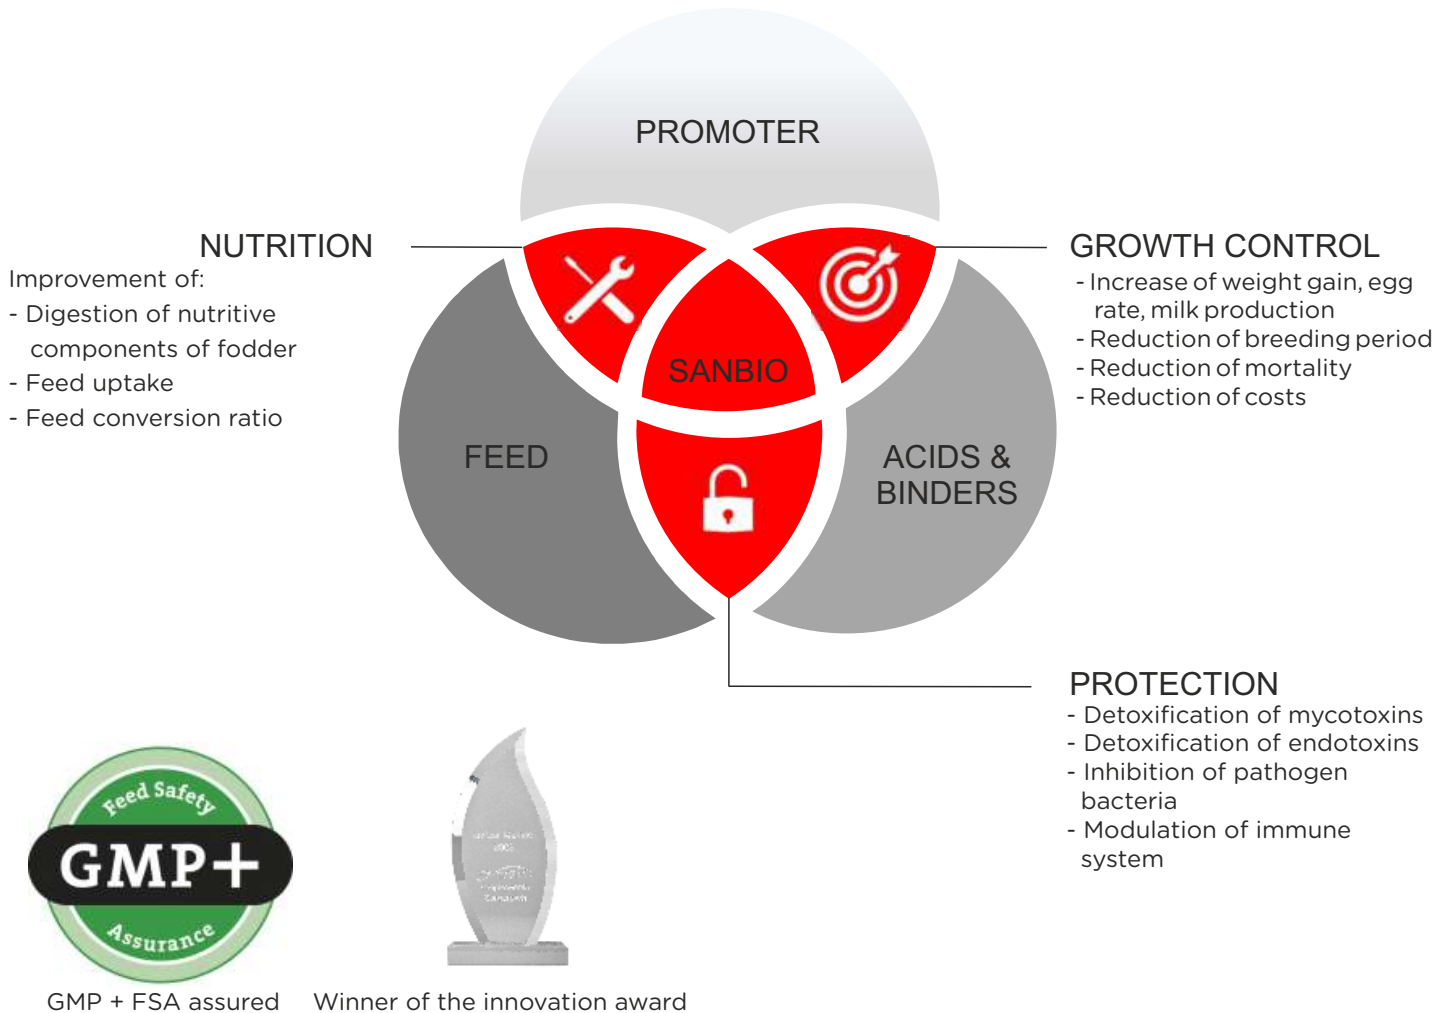 PROMOTER
NUTRITION
Improvement of:
- Digestion of nutritive
components of fodder
- Feed uptake
- Feed conversion ratio
GROWTH CONTROL
- Increase of weight gain, egg
rate, milk production
- Reduction of breeding period
- Reduction of mortality
- Reduction of costs
SANBIO
FEED
ACIDS &
BINDERS
PROTECTION
- Detoxification of mycotoxins
- Detoxification of endotoxins
- Inhibition of pathogen
bacteria
- Modulation of immune
system
Feed Safety
GMP+
Assurance
GMP + FSA assured
Winner of the innovation award